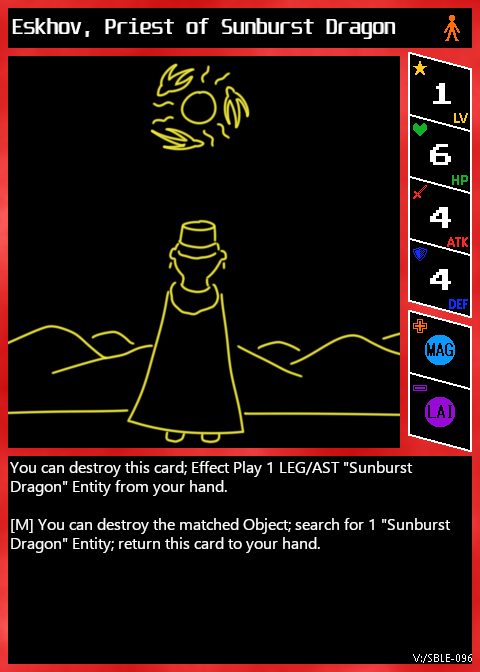 Eskhov, Priest of Sunburst Dragon
1
LV
6
HP
4
ATK
4
DEF
MAG
LAI
You can destroy this card; Effect Play 1 LEG/AST "Sunburst
Dragon" Entity from your hand.
[M] You can destroy the matched Object; search for 1 "Sunburst
Dragon" Entity; return this card to your hand.
V:/SBLE-096